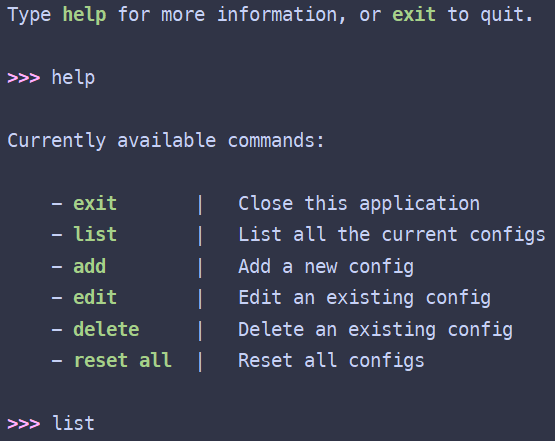 Type help for more information, or exit to quit.
>>> help
Currently available commands:
– exit | Close this application
– list | List all the current configs
– add | Add a new config
– edit | Edit an existing config
– delete | Delete an existing config
– reset all | Reset all configs
>>> list